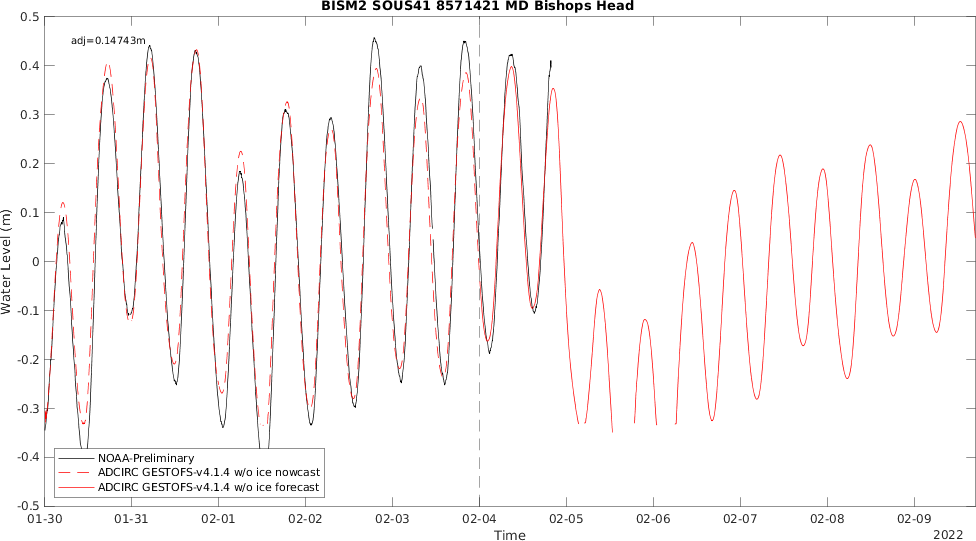 BISM2 SOUS41 8571421 MD Bishops Head
adj=0.14743m
0.5
0.4
0.3
0.2
0.1
0
-0.1
-0.2
-0.3
-0.4
-0.5
Water Level (m)
NOAA-Preliminary
ADCIRC GESTOFS-v4.1.4 w/o ice nowcast
ADCIRC GESTOFS-v4.1.4 w/o ice forecast
01-30 01-31 02-01 02-02 02-03 02-04 02-05 02-06 02-07 02-08 02-09
Time
2022